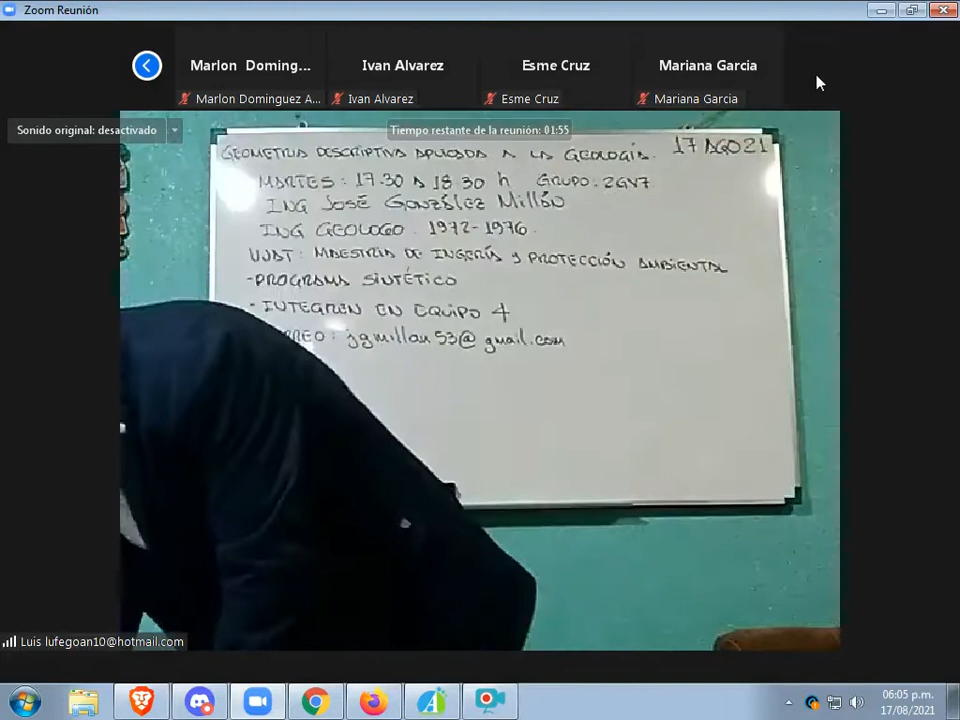 Zoom Reunión
Marlon Doming... Ivan Alvarez Esme Cruz Mariana Garcia
Marlon Dominguez A... Ivan Alvarez Esme Cruz Mariana Garcia
Sonido original: desactivado
Tiempo restante de la reunión: 01:55
GEOMETRIA DESCRIPTIVA APLICADA A LA GEOLOGÍA. 17 AGO 21
MARTES: 17.30 A 18.30 h GRUPO: 2GV7
ING JOSÉ GONZÁLEZ Millán
ING GEOLOGO. 1972-1976.
UJAT: MAESTRIA DE INGERÍA Y PROTECCIÓN AMBIENTAL
- PROGRAMA SINTÉTICO
- INTEGREN EN EQUIPO 4
RREO: jgmillan53@gmail.com
Luis lufegoan10@hotmail.com
06:05 p.m.
17/08/2021